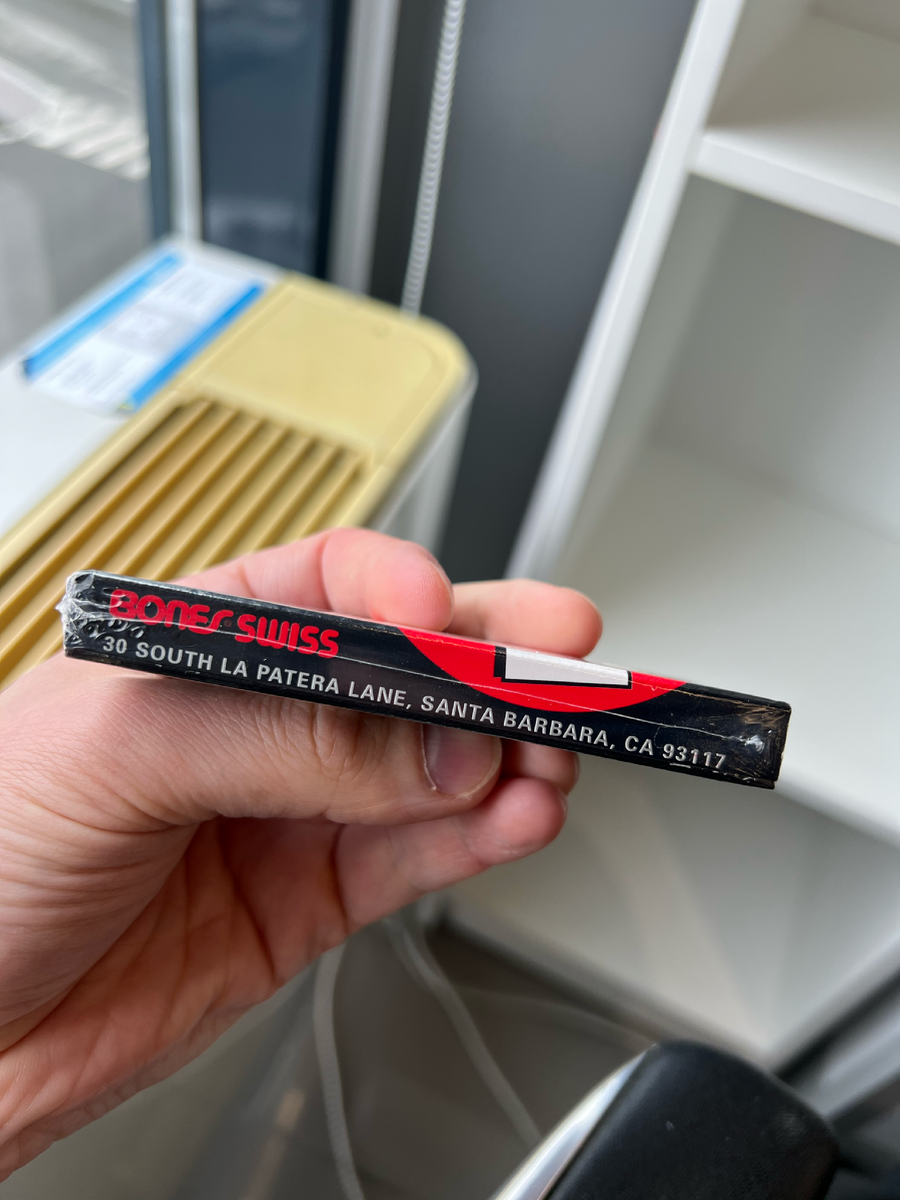 BONES SWISS
30 SOUTH LA PATERA LANE, SANTA BARBARA, CA 93117